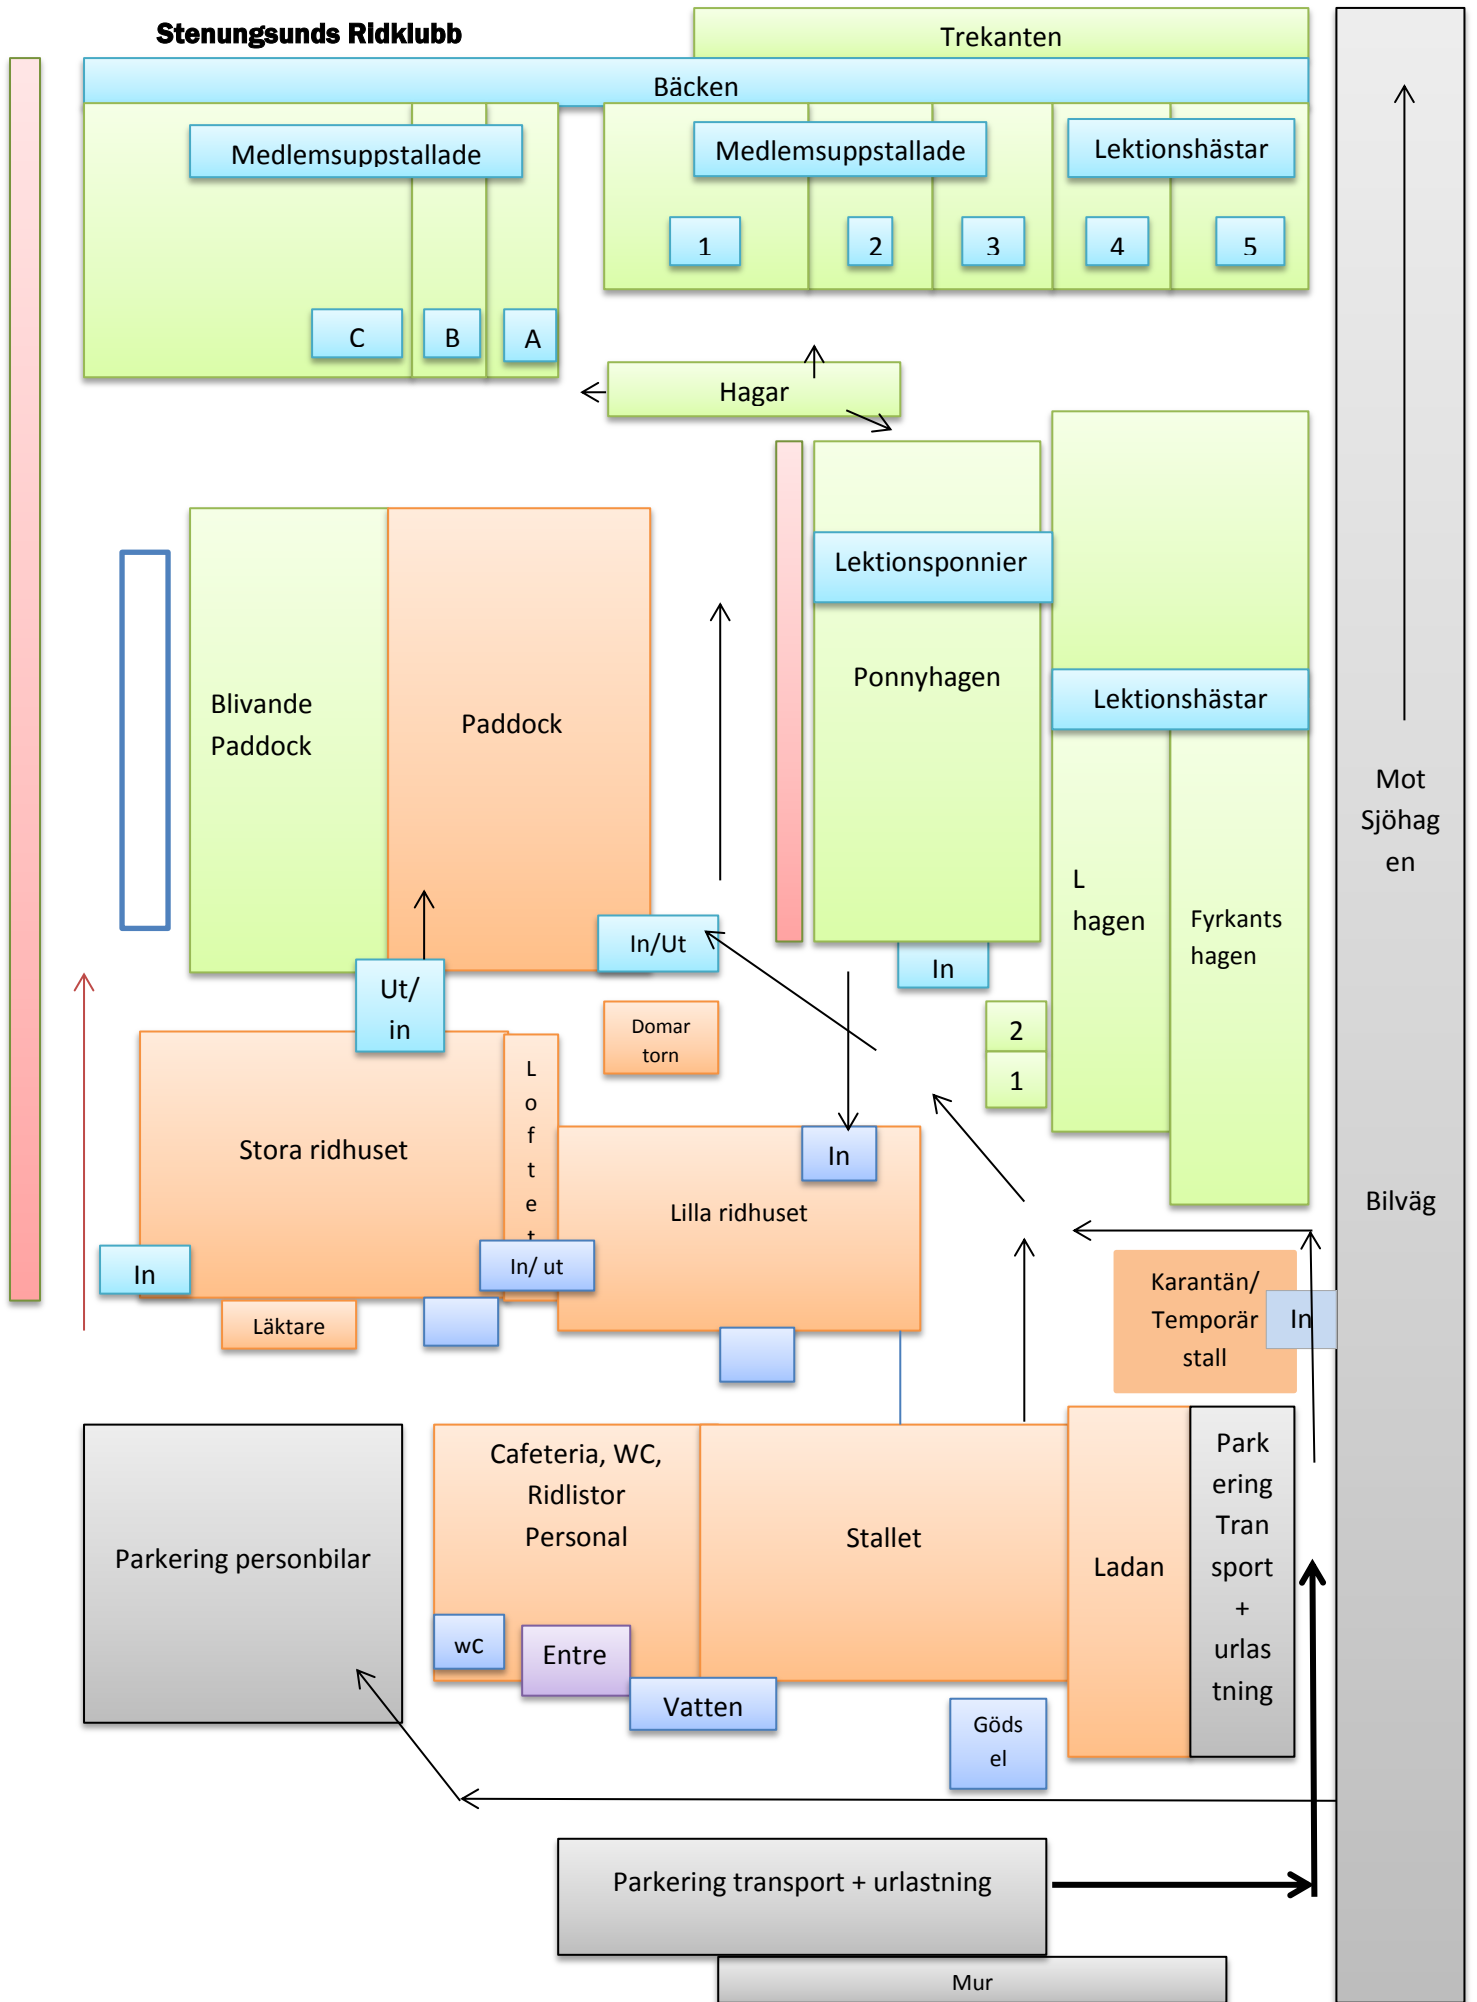 Stenungsunds Ridklubb
Trekanten
Bäcken
Medlemsuppstallade
Medlemsuppstallade
Lektionshästar
1
2
3
4
5
C
B
A
Hagar
Lektionsponnier
Ponnyhagen
Lektionshästar
Blivande
Paddock
Paddock
Mot
Sjöhag
en
L
hagen
Fyrkants
hagen
In/Ut
In
Ut/
in
Domar
torn
2
1
L
o
f
t
e
t
Stora ridhuset
In
Lilla ridhuset
Bilväg
In
In/ ut
Läktare
Karantän/
Temporär
stall
In
Cafeteria, WC,
Ridlistor
Personal
Stallet
Ladan
Park
ering
Tran
sport
+
urlas
tning
Parkering personbilar
wc
Entre
Vatten
Göds
el
Parkering transport + urlastning
Mur